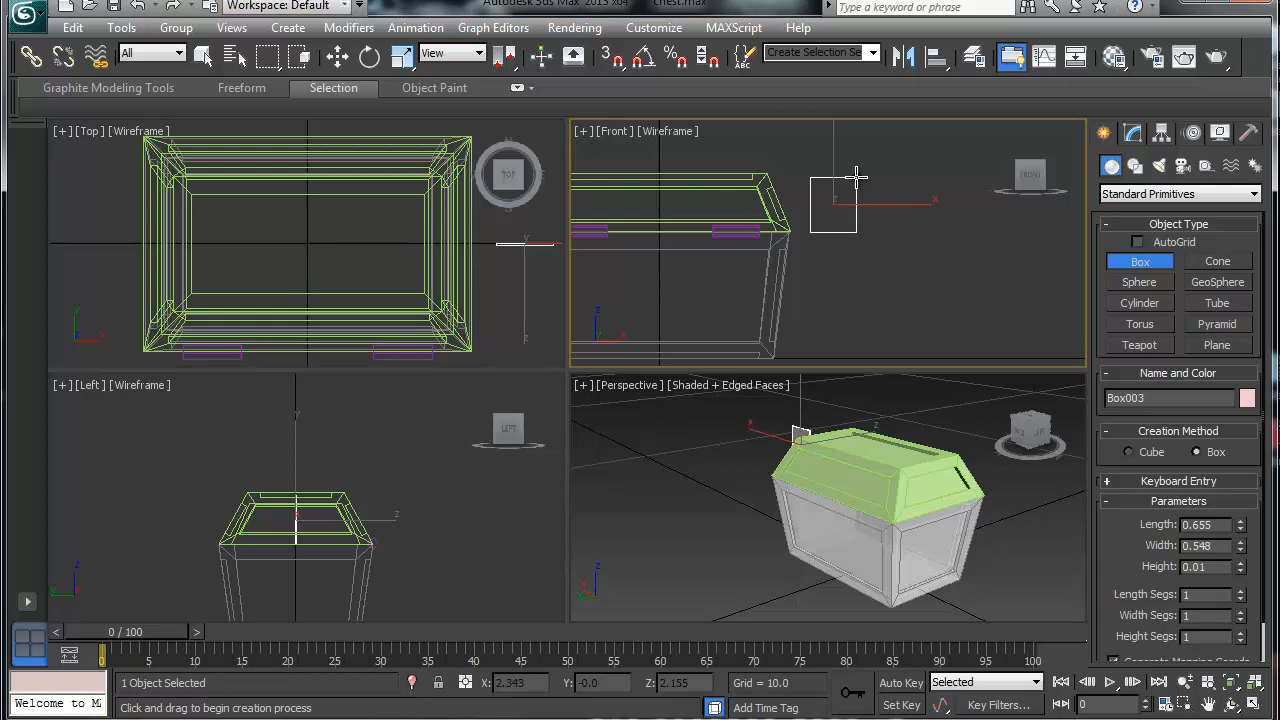 Workspace: Default
Autodesk 3ds Max 2013 x64 chest.max
Type a keyword or phrase
Edit Tools Group Views Create Modifiers Animation Graph Editors Rendering Customize MAXScript Help
All View Create Selection Se
Graphite Modeling Tools Freeform Selection Object Paint
[+] [Top] [Wireframe]
TOP
y
x
z
y
z
x
[+] [Front] [Wireframe]
FRONT
z
x
z
x
[+] [Left] [Wireframe]
LEFT
y
z
z
y
[+] [Perspective] [Shaded + Edged Faces]
x
z
z
Standard Primitives
- Object Type
AutoGrid
Box Cone
Sphere GeoSphere
Cylinder Tube
Torus Pyramid
Teapot Plane
- Name and Color
Box003
- Creation Method
Cube Box
+ Keyboard Entry
- Parameters
Length: 0.655
Width: 0.548
Height: 0.01
Length Segs: 1
Width Segs: 1
Height Segs: 1
Generate Mapping Coords
< 0 / 100 >
0 5 10 15 20 25 30 35 40 45 50 55 60 65 70 75 80 85 90 95 100
1 Object Selected X: 2.343 Y: -0.0 Z: 2.155 Grid = 10.0 Auto Key Selected
Welcome to M Click and drag to begin creation process Add Time Tag Set Key Key Filters... 0